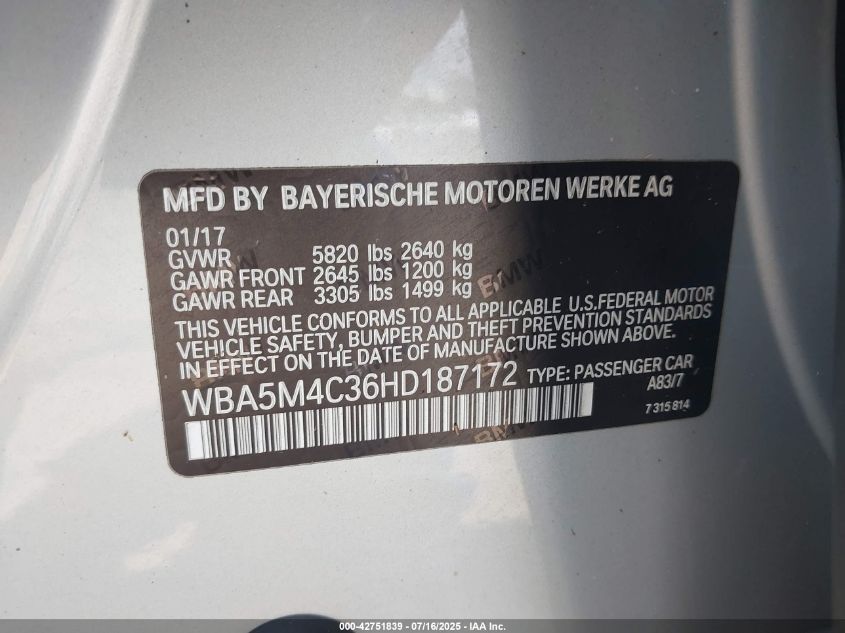 MFD BY BAYERISCHE MOTOREN WERKE AG
01/17
GVWR 5820 lbs 2640 kg
GAWR FRONT 2645 lbs 1200 kg
GAWR REAR 3305 lbs 1499 kg
THIS VEHICLE CONFORMS TO ALL APPLICABLE U.S.FEDERAL MOTOR
VEHICLE SAFETY, BUMPER AND THEFT PREVENTION STANDARDS
IN EFFECT ON THE DATE OF MANUFACTURE SHOWN ABOVE.
WBA5M4C36HD187172 TYPE: PASSENGER CAR
A83/7
7315814
BMW
000-42751839 - 07/16/2025 - IAA Inc.